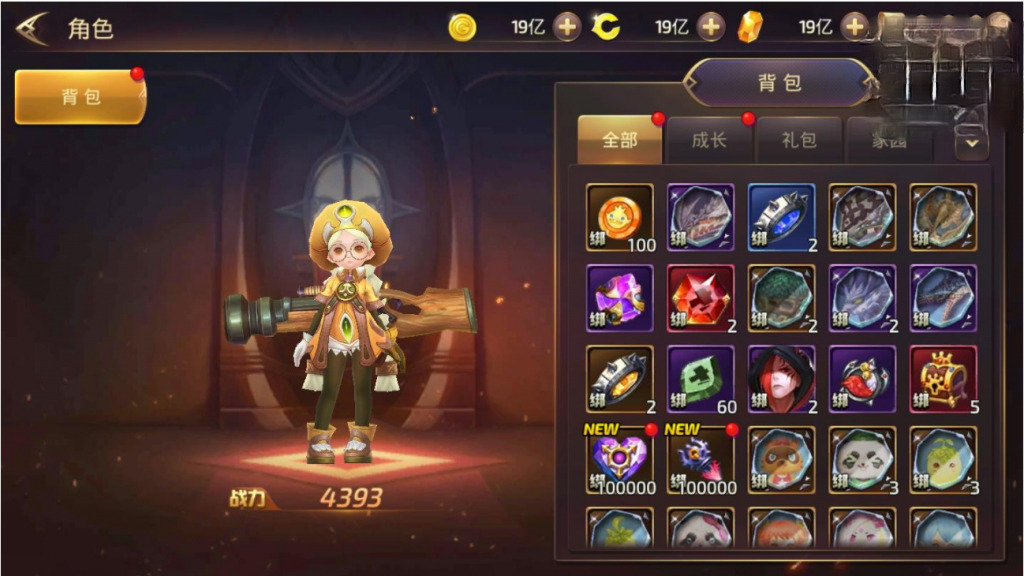 角色
19亿
19亿
19亿
背包
背包
全部 成长 礼包 家园
绑 100
绑 2
绑
绑
绑
绑 2
绑 2
绑 2
绑
绑 2
绑 60
绑 2
绑
绑 5
NEW NEW
绑 100000
绑 100000
绑
绑 3
绑 3
战力 4393